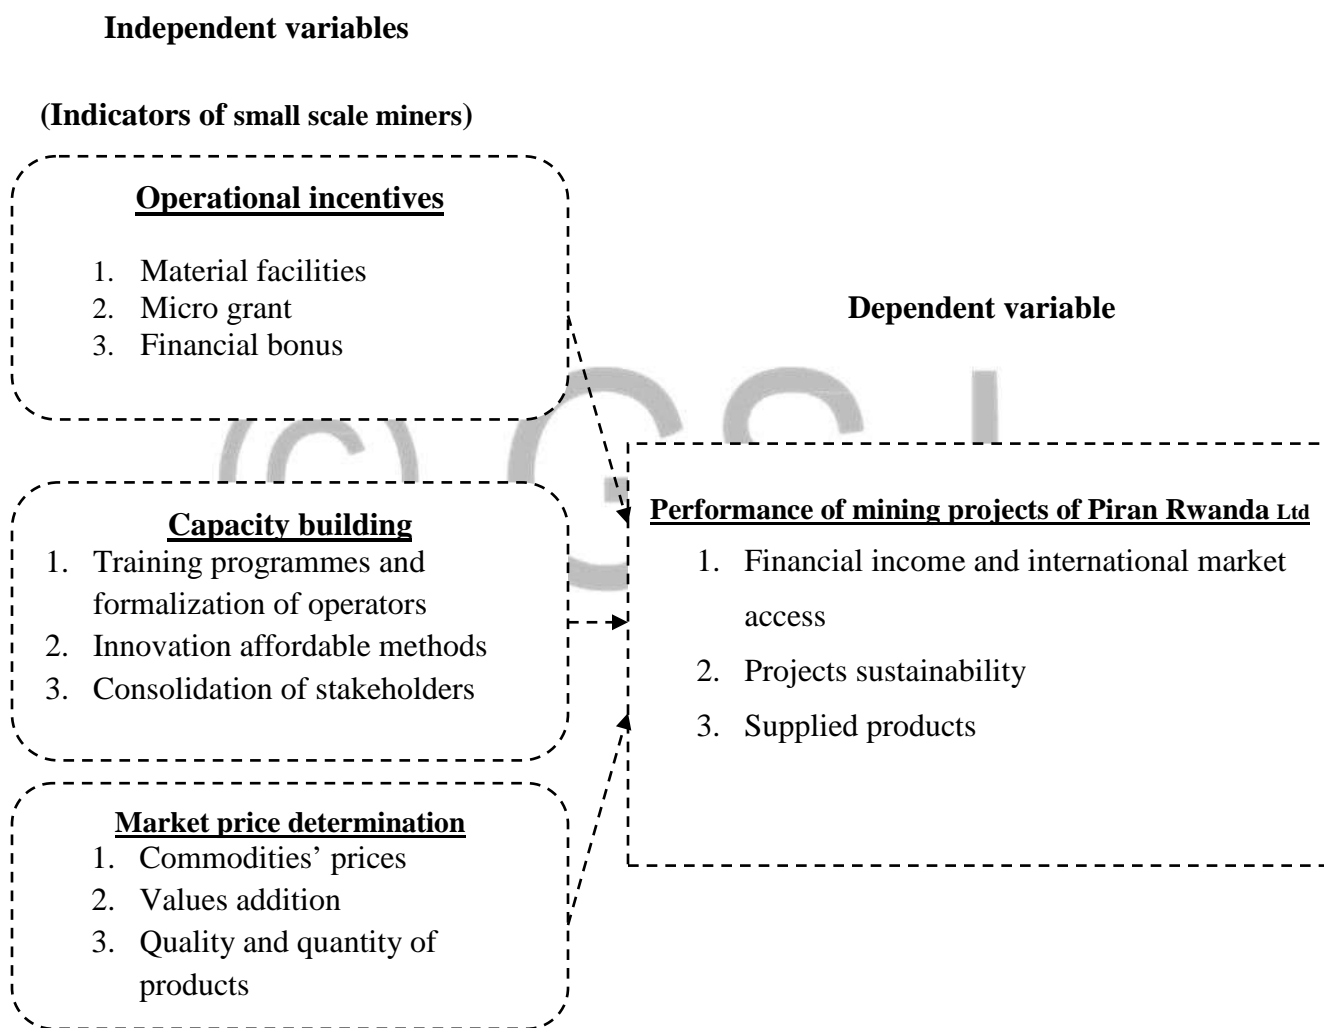 Independent variables
(Indicators of small scale miners)
Operational incentives
1. Material facilities
2. Micro grant
3. Financial bonus
Capacity building
1. Training programmes and
formalization of operators
2. Innovation affordable methods
3. Consolidation of stakeholders
Market price determination
1. Commodities’ prices
2. Values addition
3. Quality and quantity of
products
Dependent variable
Performance of mining projects of Piran Rwanda Ltd
1. Financial income and international market
access
2. Projects sustainability
3. Supplied products
(C) GSJ